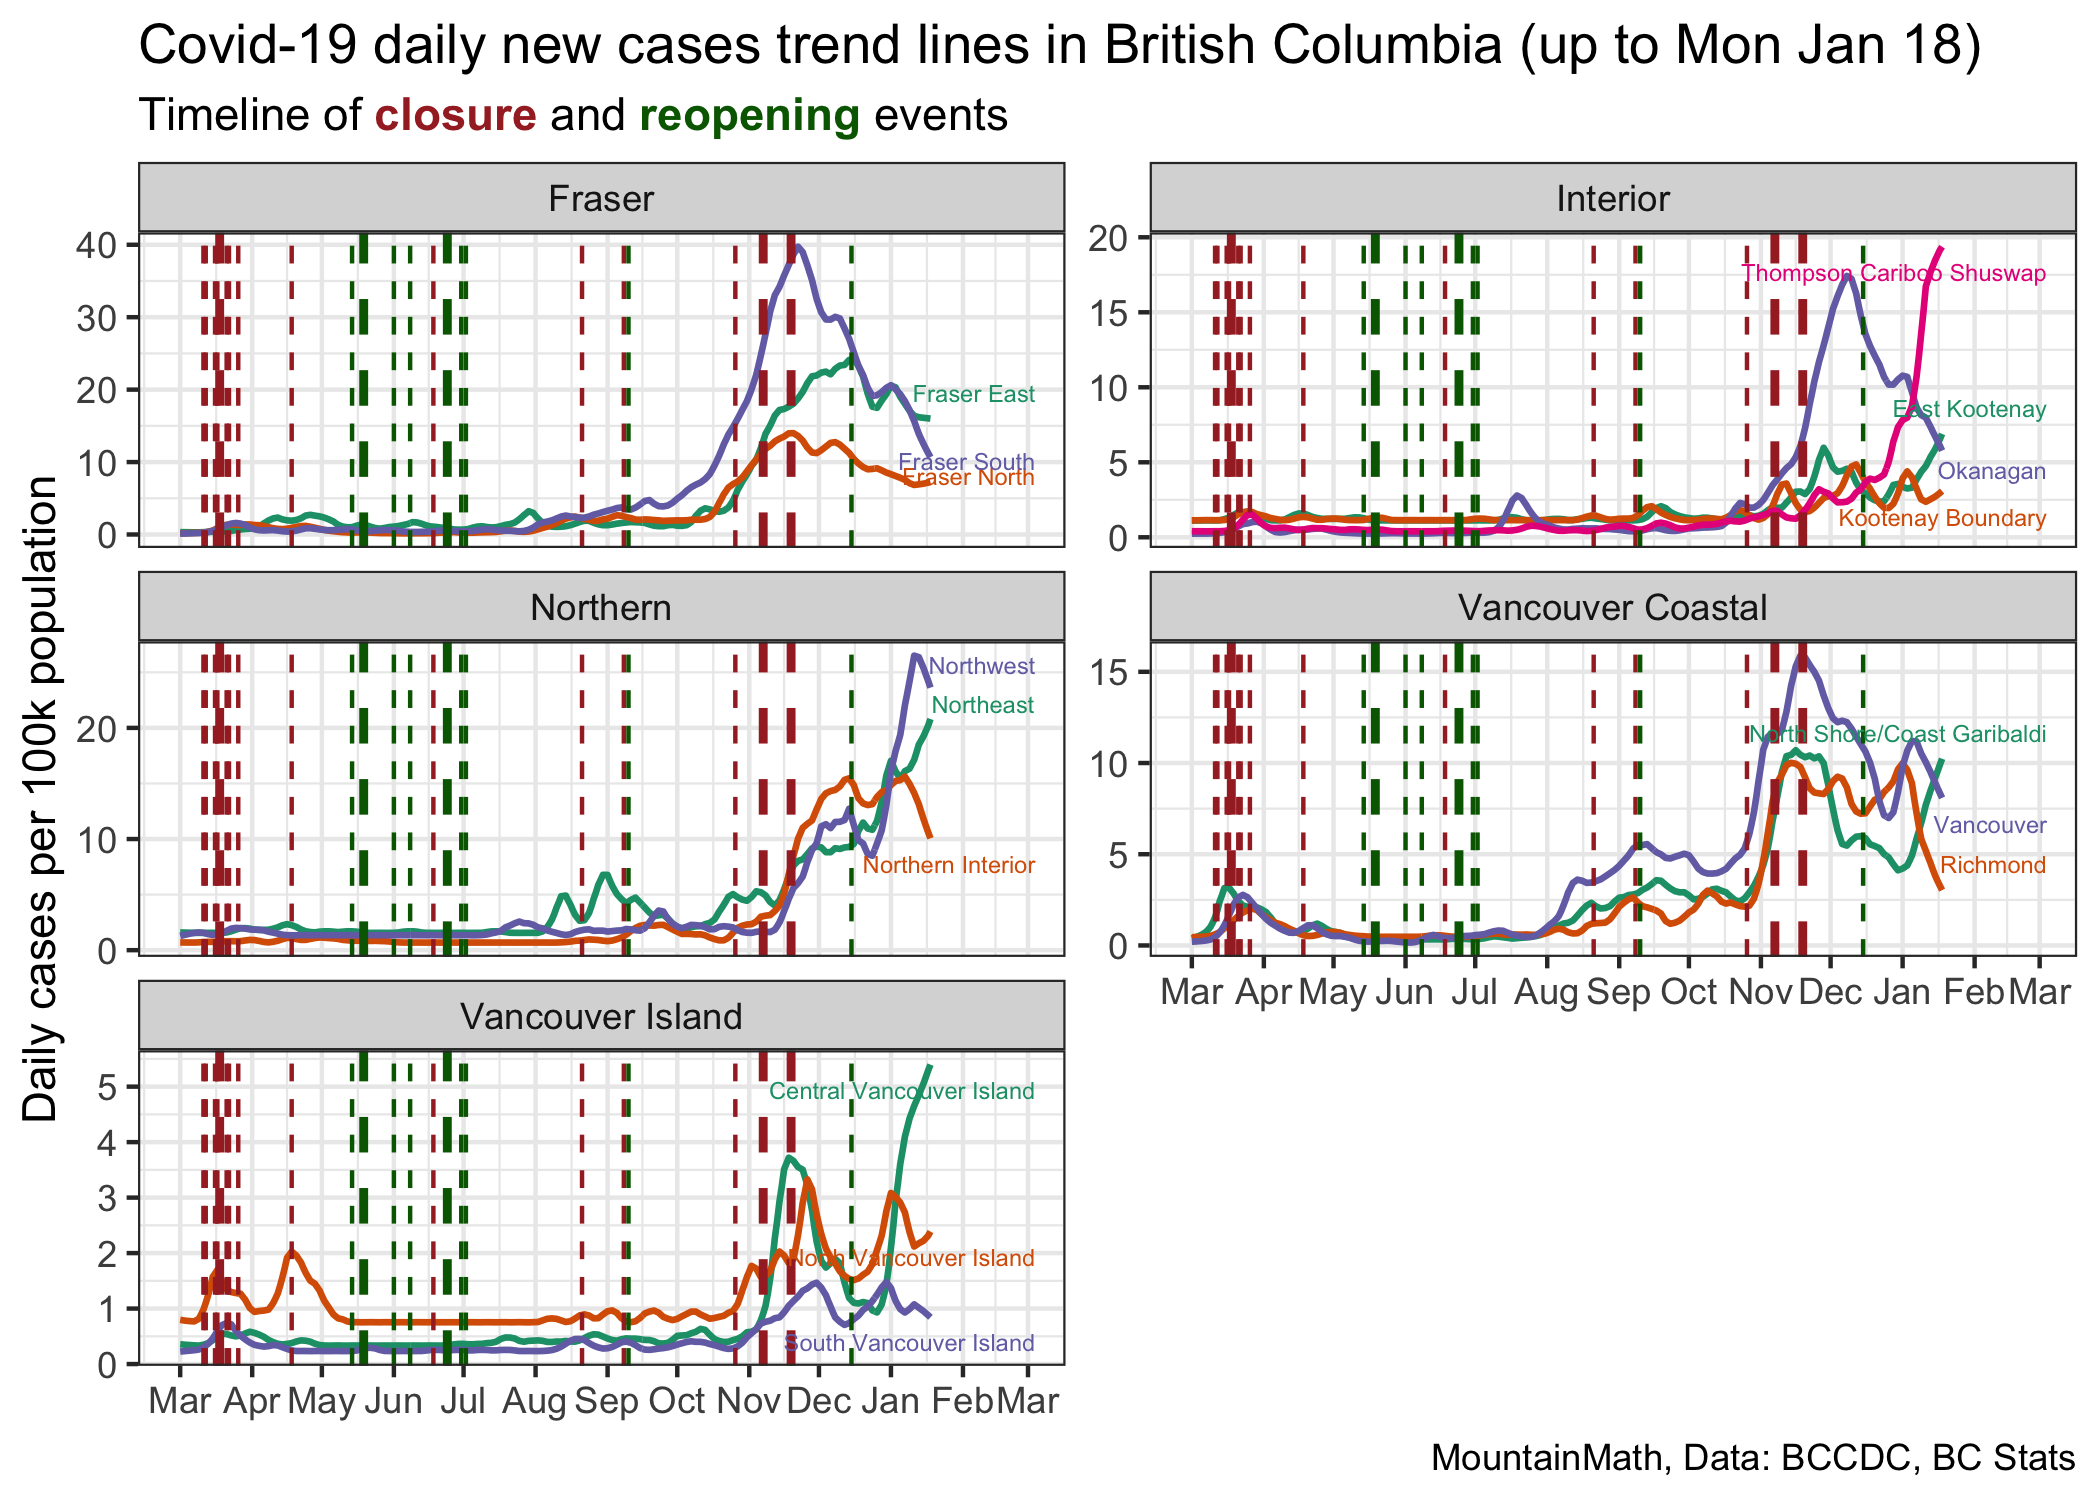 Covid-19 daily new cases trend lines in British Columbia (up to Mon Jan 18)
Timeline of closure and reopening events
Daily cases per 100k population
Fraser
40
30
20
10
0
Fraser East
Fraser South
Fraser North
Interior
20
15
10
5
0
Thompson Cariboo Shuswap
East Kootenay
Okanagan
Kootenay Boundary
Northern
20
10
0
Northwest
Northeast
Northern Interior
Vancouver Coastal
15
10
5
0
North Shore/Coast Garibaldi
Vancouver
Richmond
Mar Apr May Jun Jul Aug Sep Oct Nov Dec Jan Feb Mar
Vancouver Island
5
4
3
2
1
0
Central Vancouver Island
North Vancouver Island
South Vancouver Island
Mar Apr May Jun Jul Aug Sep Oct Nov Dec Jan Feb Mar
MountainMath, Data: BCCDC, BC Stats